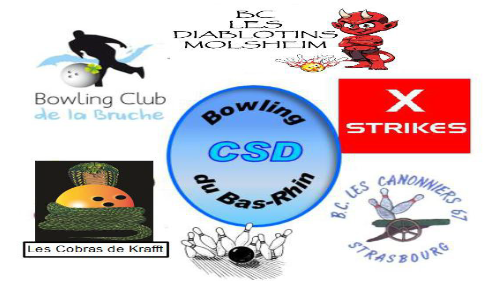 BC
LES
DIABLOTINS
MOLSHEIM
Bowling Club
de la Bruche
X
STRIKES
Bowling
CSD
du Bas-Rhin
B.C. LES CANONNIERS 67
STRASBOURG
Les Cobras de Krafft